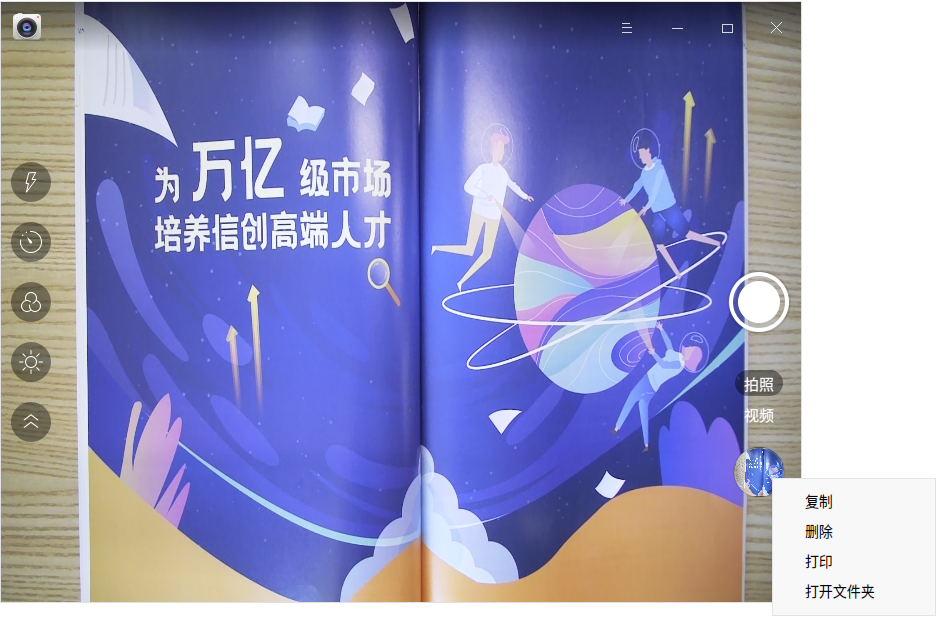 为万亿级市场
培养信创高端人才
拍照
视频
复制
删除
打印
打开文件夹